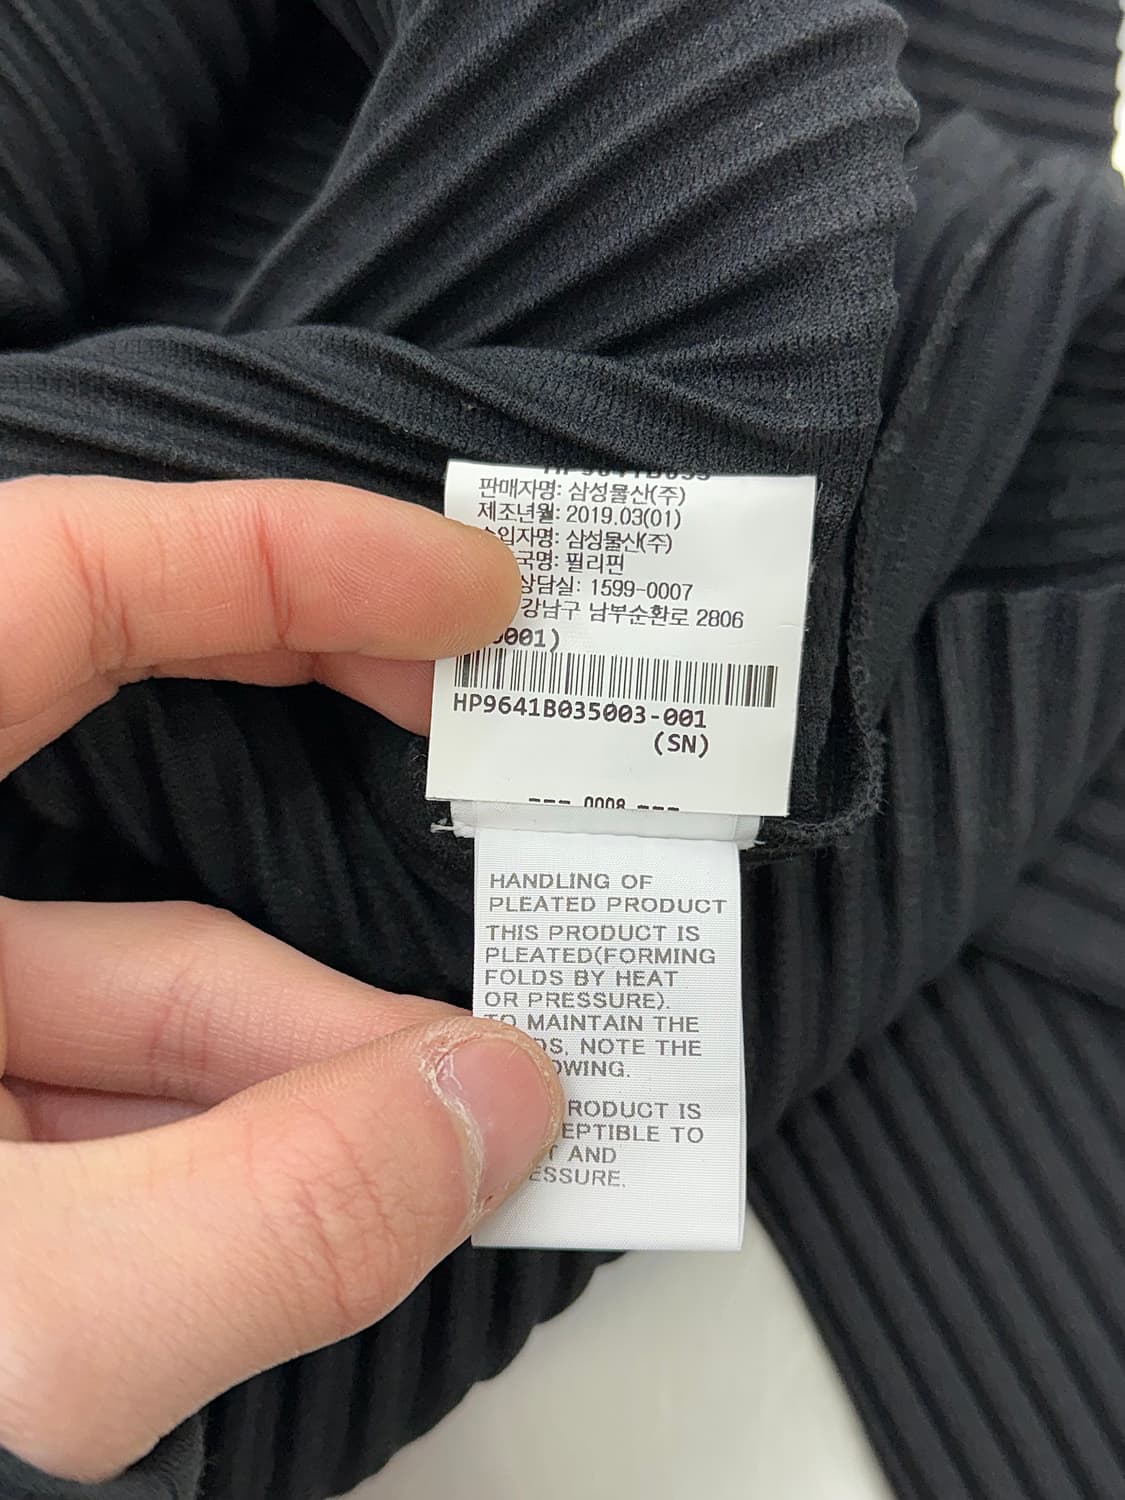 판매자명: 삼성물산(주)
제조년월: 2019.03(01)
입자명: 삼성물산(주)
국명: 필리핀
상담실: 1599-0007
강남구 남부순환로 2806
001)
HP9641B035003-001
(SN)
--- 0008 ---
HANDLING OF
PLEATED PRODUCT
THIS PRODUCT IS
PLEATED(FORMING
FOLDS BY HEAT
OR PRESSURE).
TO MAINTAIN THE
DS, NOTE THE
OWING.
RODUCT IS
EPTIBLE TO
T AND
ESSURE.